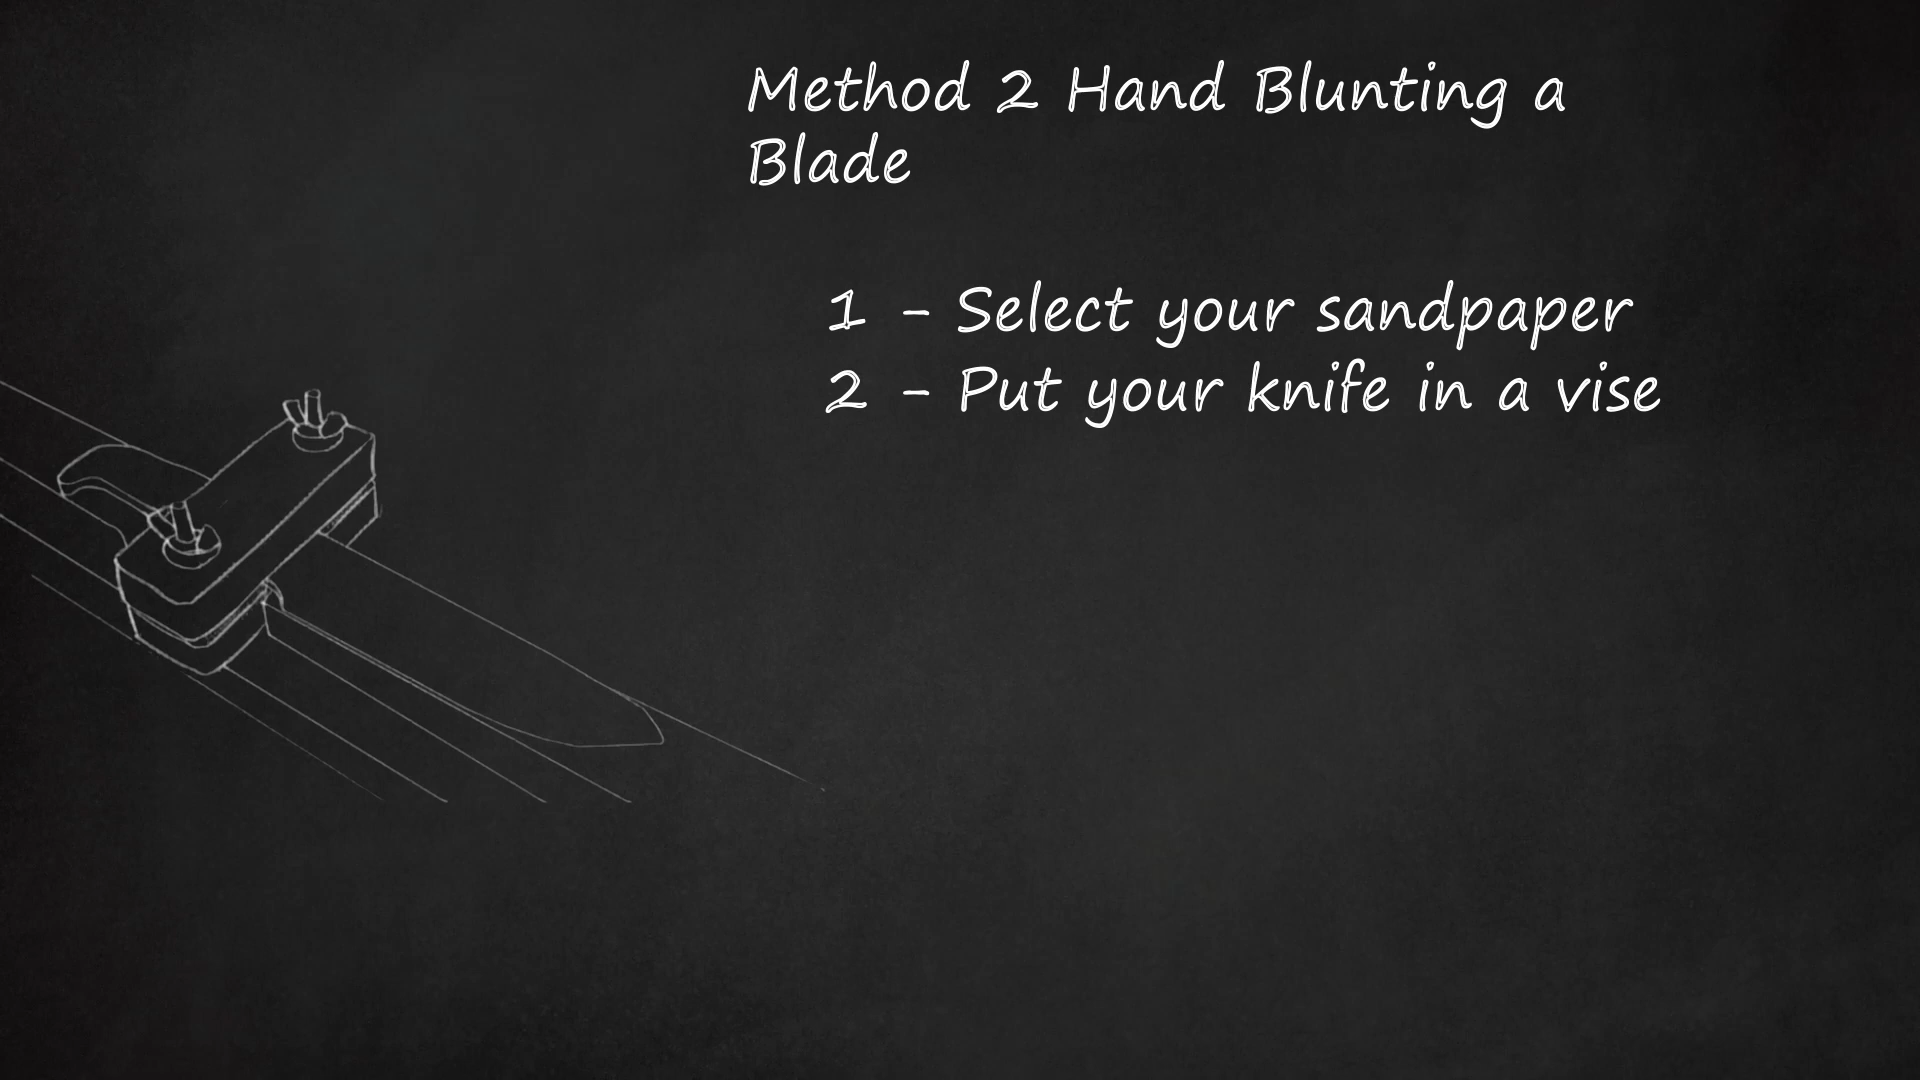 Method 2 Hand Blunting a
Blade
1 - Select your sandpaper
2 - Put your knife in a vise